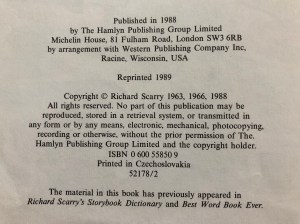 Published in 1988
by The Hamlyn Publishing Group Limited
Michelin House, 81 Fulham Road, London SW3 6RB
by arrangement with Western Publishing Company Inc,
Racine, Wisconsin, USA
Reprinted 1989
Copyright © Richard Scarry 1963, 1966, 1988
All rights reserved. No part of this publication may be
reproduced, stored in a retrieval system, or transmitted in
any form or by any means, electronic, mechanical, photocopying,
recording or otherwise, without the prior permission of The
Hamlyn Publishing Group Limited and the copyright holder.
ISBN 0 600 55850 9
Printed in Czechoslovakia
52178/2
The material in this book has previously appeared in
Richard Scarry's Storybook Dictionary and Best Word Book Ever.